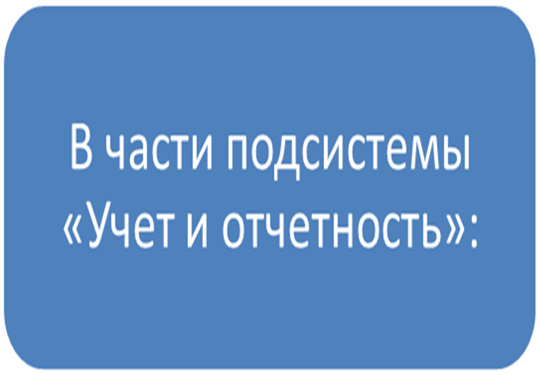 В части подсистемы
«Учет и отчетность»: